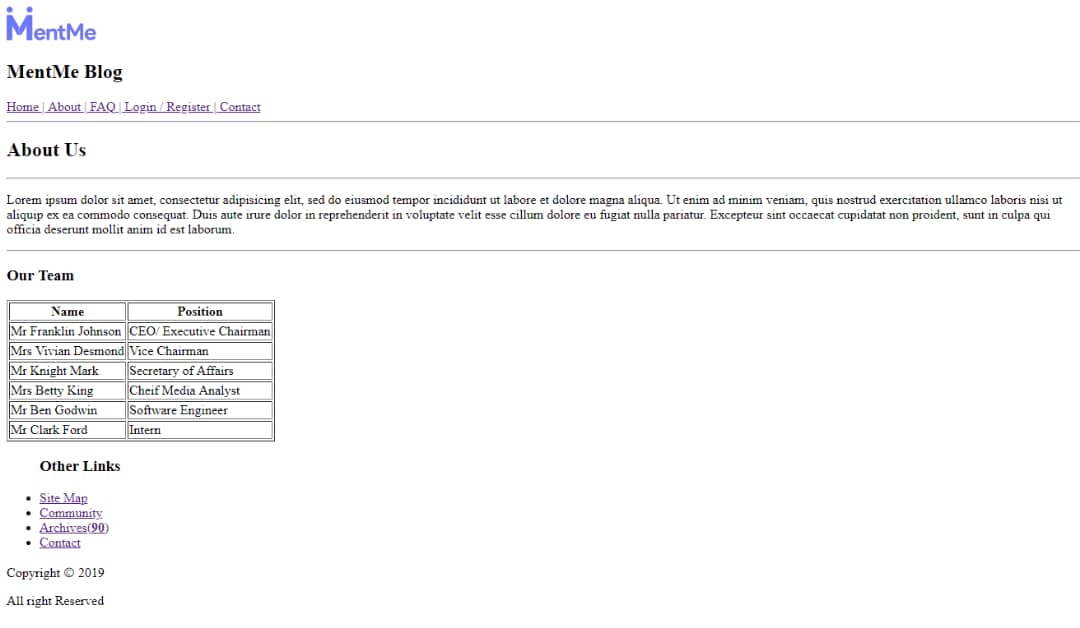 MentMe
MentMe Blog
Home | About | FAQ | Login / Register | Contact
About Us
Lorem ipsum dolor sit amet, consectetur adipisicing elit, sed do eiusmod tempor incididunt ut labore et dolore magna aliqua. Ut enim ad minim veniam, quis nostrud exercitation ullamco laboris nisi ut
aliquip ex ea commodo consequat. Duis aute irure dolor in reprehenderit in voluptate velit esse cillum dolore eu fugiat nulla pariatur. Excepteur sint occaecat cupidatat non proident, sunt in culpa qui
officia deserunt mollit anim id est laborum.
Our Team
Name Position
Mr Franklin Johnson CEO/ Executive Chairman
Mrs Vivian Desmond Vice Chairman
Mr Knight Mark Secretary of Affairs
Mrs Betty King Cheif Media Analyst
Mr Ben Godwin Software Engineer
Mr Clark Ford Intern
Other Links
• Site Map
• Community
• Archives(90)
• Contact
Copyright © 2019
All right Reserved